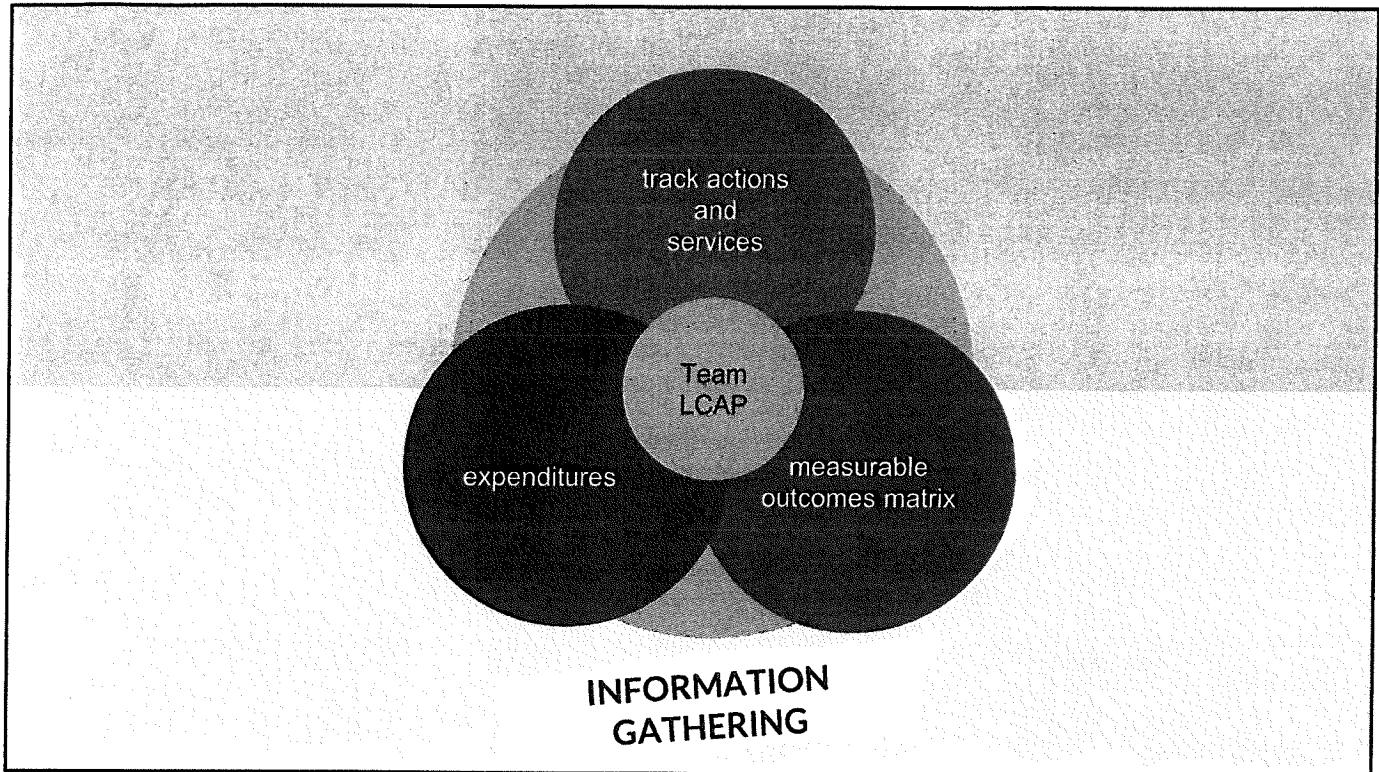 track actions
and
services
Team
LCAP
expenditures
measurable
outcomes matrix
INFORMATION
GATHERING